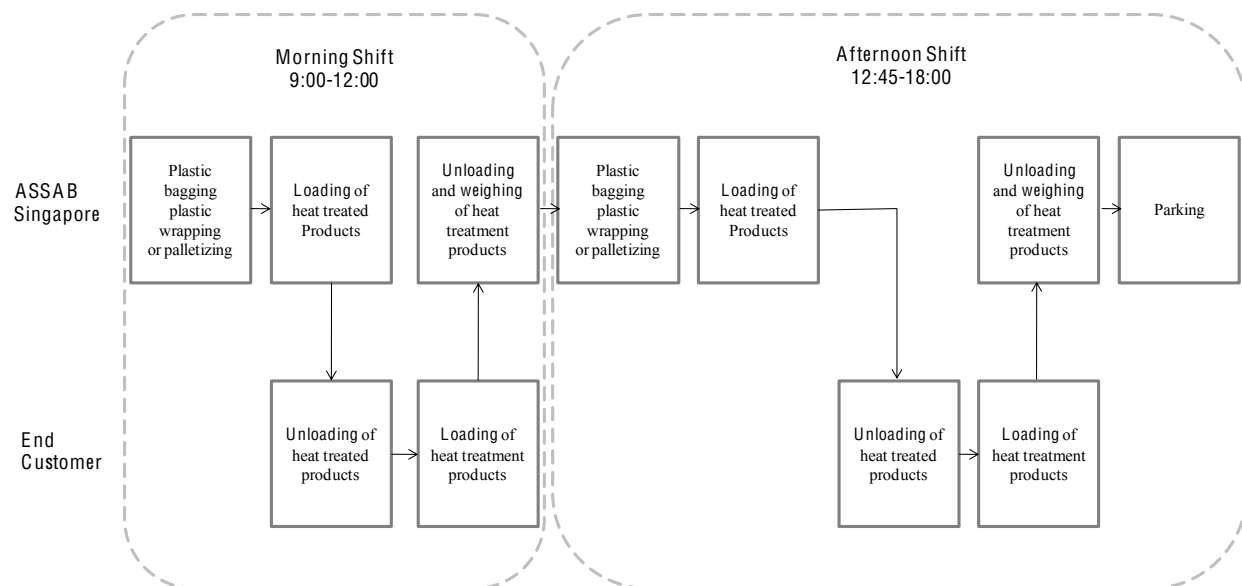 Morning Shift
9:00-12:00
Afternoon Shift
12:45-18:00
ASSAB
Singapore
Plastic
bagging
plastic
wrapping
or palletizing
Loading of
heat treated
Products
Unloading
and weighing
of heat
treatment
products
Plastic
bagging
plastic
wrapping
or palletizing
Loading of
heat treated
Products
Unloading
and weighing
of heat
treatment
products
Parking
End
Customer
Unloading of
heat treated
products
Loading of
heat treatment
products
Unloading of
heat treated
products
Loading of
heat treatment
products